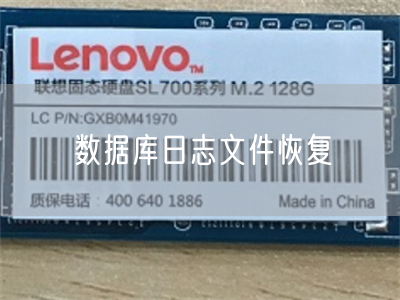 Lenovo™
联想固态硬盘SL700系列 M.2 128G
LC P/N:GXB0M41970
数据库日志文件恢复
质保电话：400 640 1886 Made in China